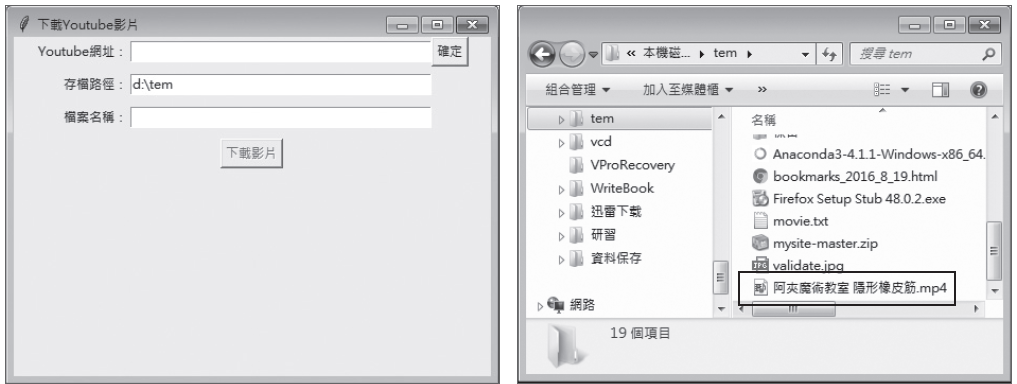 下載Youtube影片
Youtube網址：
確定
存檔路徑：
d:\tem
檔案名稱：
下載影片
« 本機磁... ▸ tem ▸
搜尋 tem
組合管理
加入至媒體櫃
»
tem
vcd
VProRecovery
WriteBook
迅雷下載
研習
資料保存
網路
名稱
Anaconda3-4.1.1-Windows-x86_64.
bookmarks_2016_8_19.html
Firefox Setup Stub 48.0.2.exe
movie.txt
mysite-master.zip
validate.jpg
阿夾魔術教室 隱形橡皮筋.mp4
19 個項目